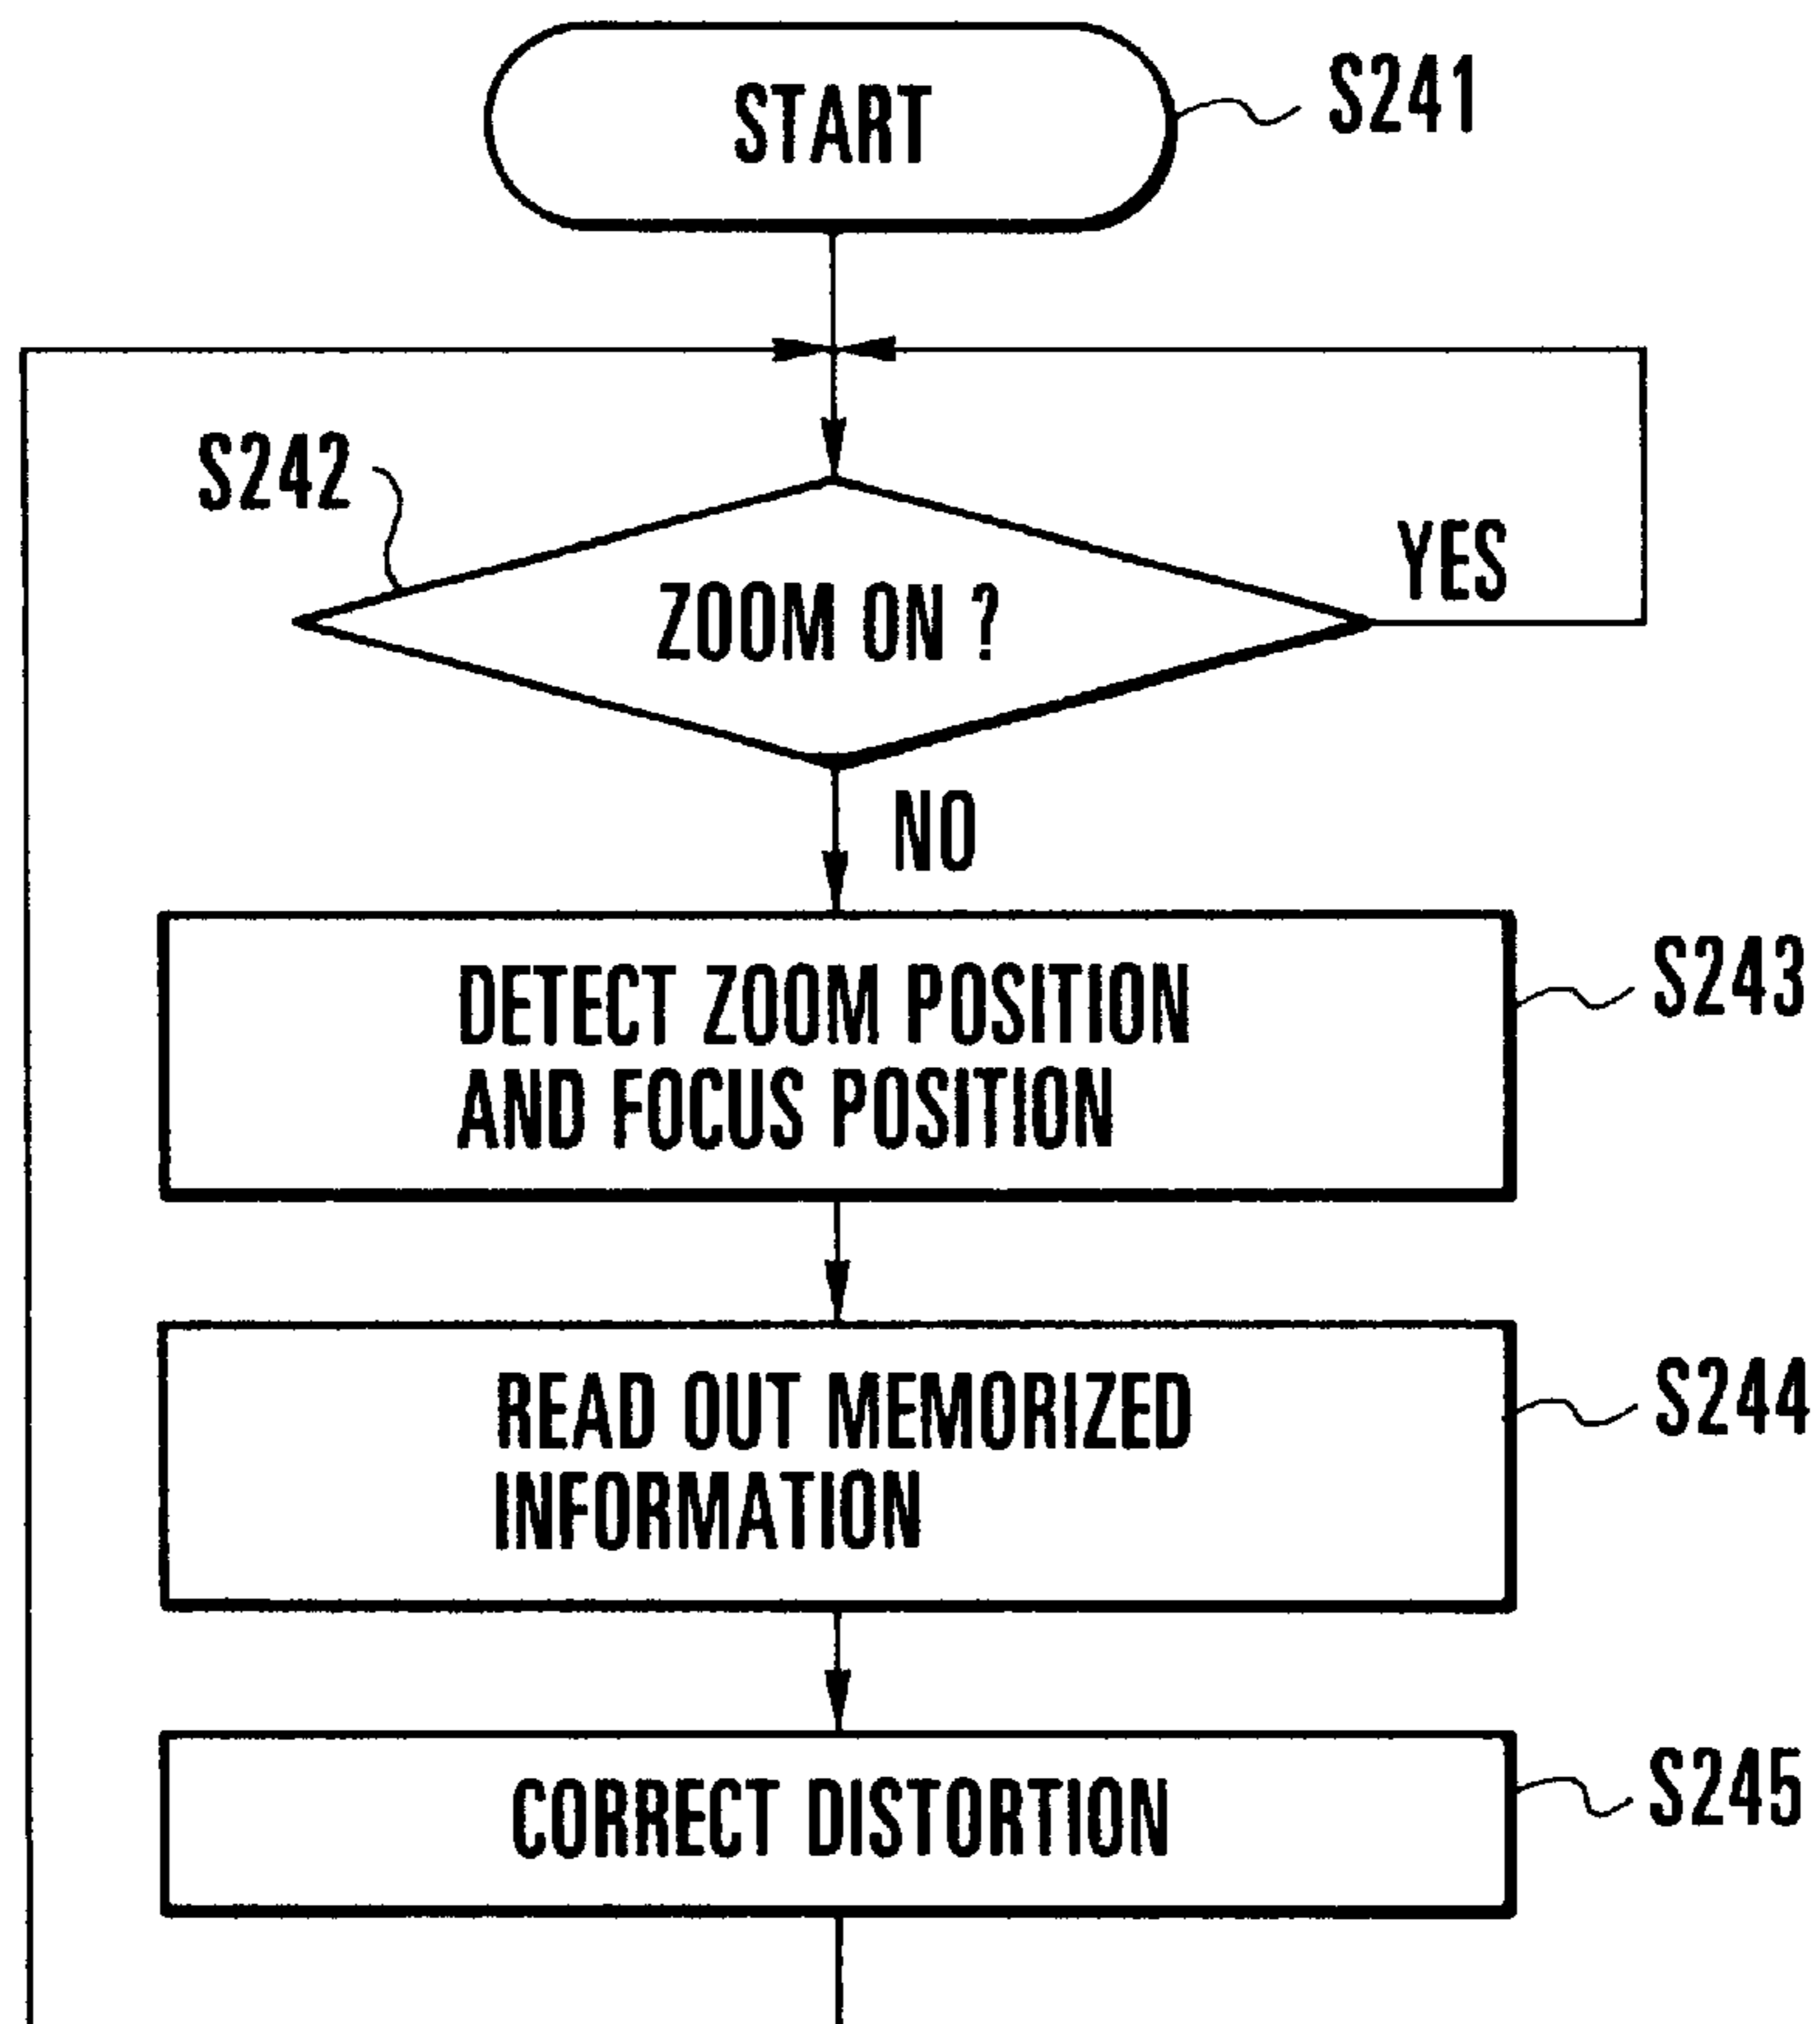 START
S241
S242
ZOOM ON ?
YES
NO
DETECT ZOOM POSITION
AND FOCUS POSITION
S243
READ OUT MEMORIZED
INFORMATION
S244
CORRECT DISTORTION
S245